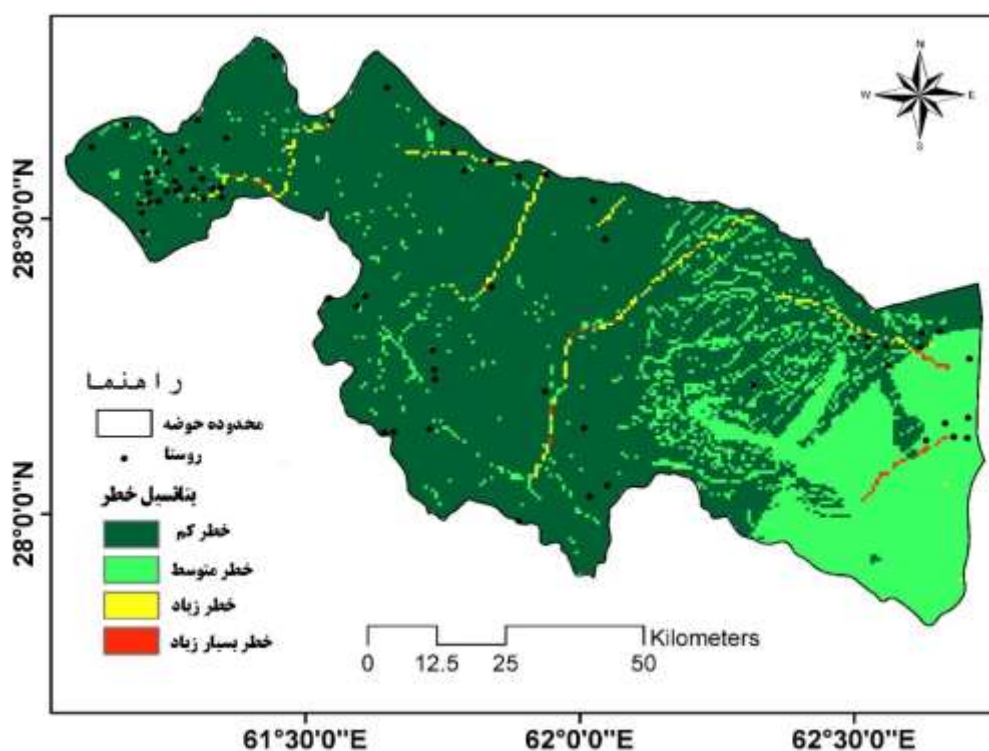 N
W
E
S
28°30'0"N
28°0'0"N
راهنما
محدوده حوضه
روستا
پتانسیل خطر
خطر کم
خطر متوسط
خطر زیاد
خطر بسیار زیاد
Kilometers
0 12.5 25 50
61°30'0"E
62°0'0"E
62°30'0"E